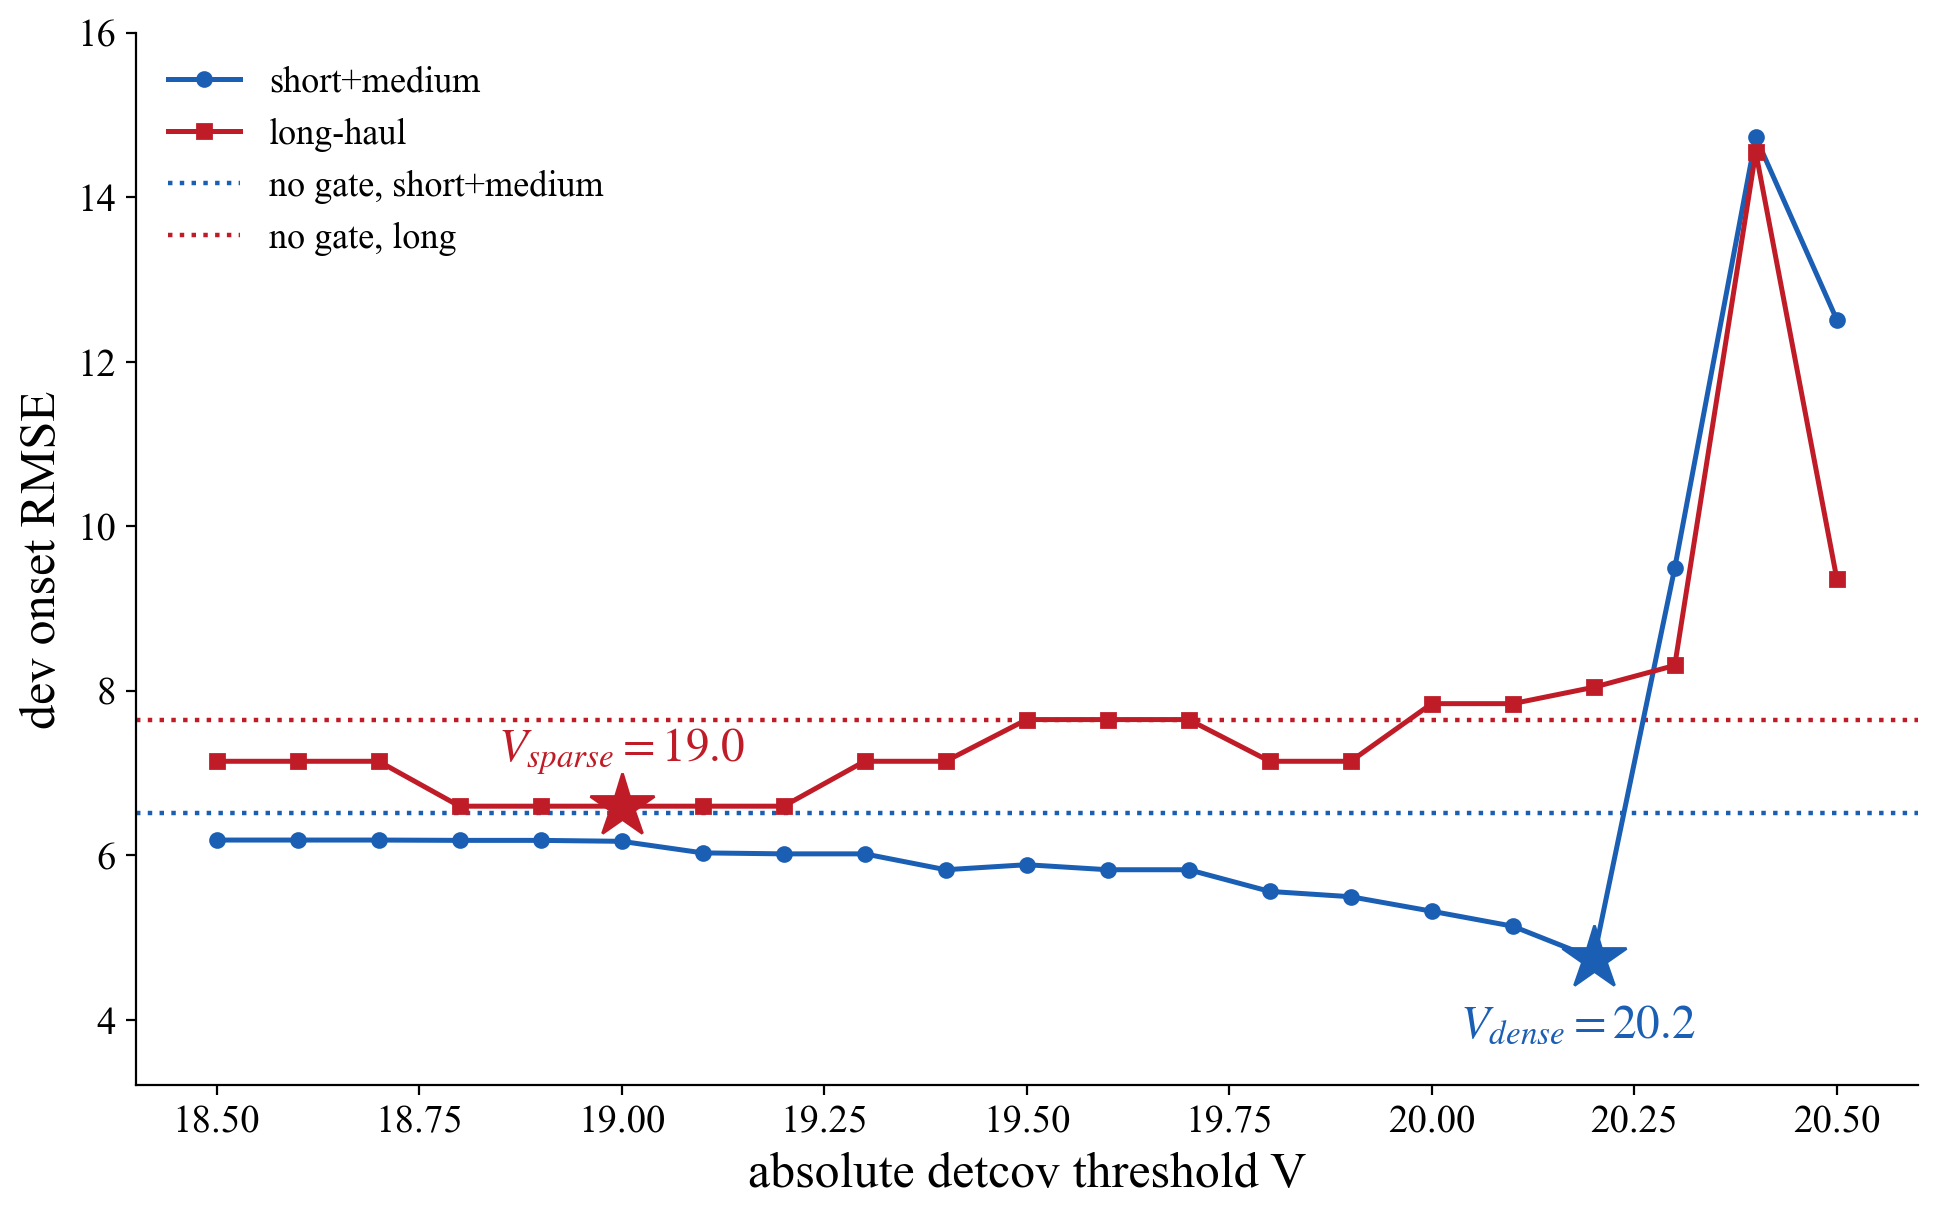 16
14
12
10
8
6
4
dev onset RMSE
short+medium
long-haul
no gate, short+medium
no gate, long
V_sparse = 19.0
V_dense = 20.2
18.50 18.75 19.00 19.25 19.50 19.75 20.00 20.25 20.50
absolute detcov threshold V